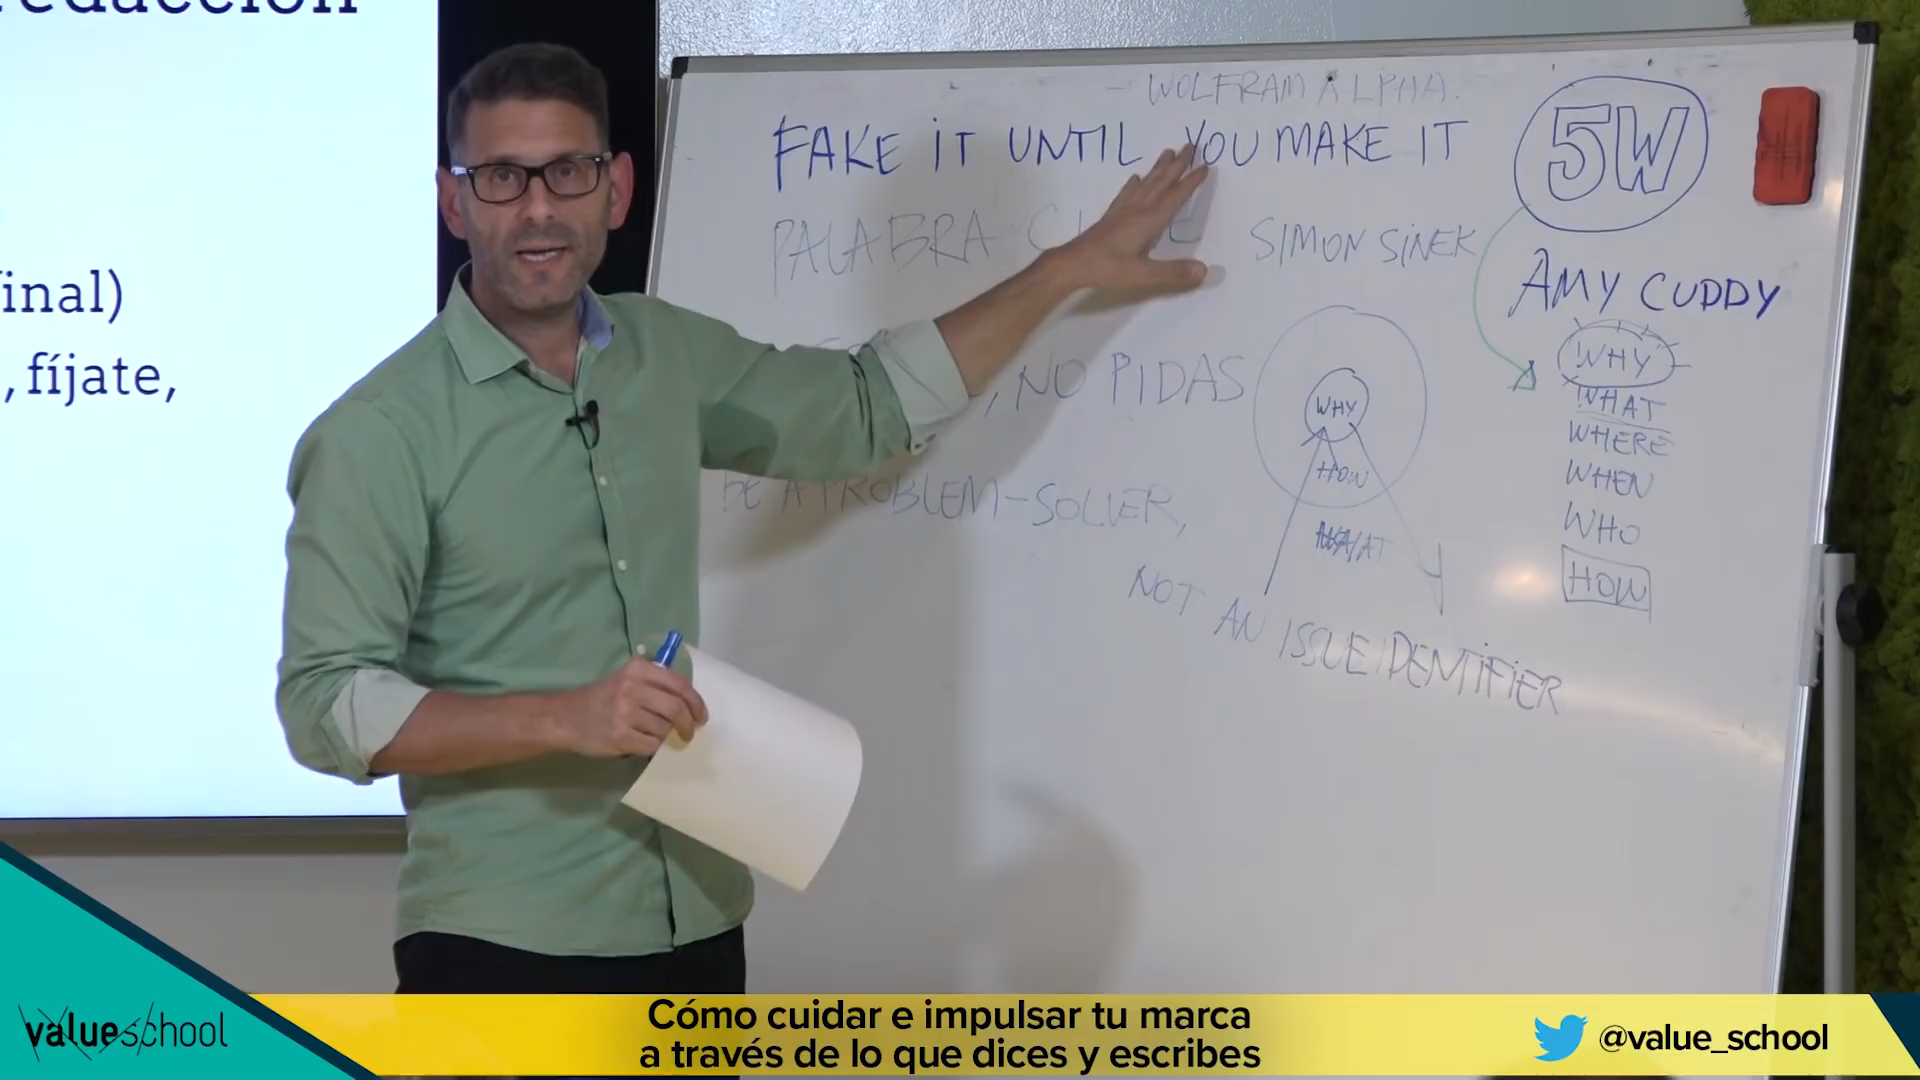 redacción
inal)
, fíjate,
- WOLFRAM ALPHA.
FAKE iT UNTIL YOU MAKE IT
5W
PALABRA
SIMON SiNEK
AMY CUDDY
, NO PIDAS
WHY
HOW
WHY
WHAT
WHERE
WHEN
WHO
HOW
BE A PROBLEM-SOLVER,
NOT AN ISSUE IDENTiFiER
valueschool
Cómo cuidar e impulsar tu marca
a través de lo que dices y escribes
@value_school